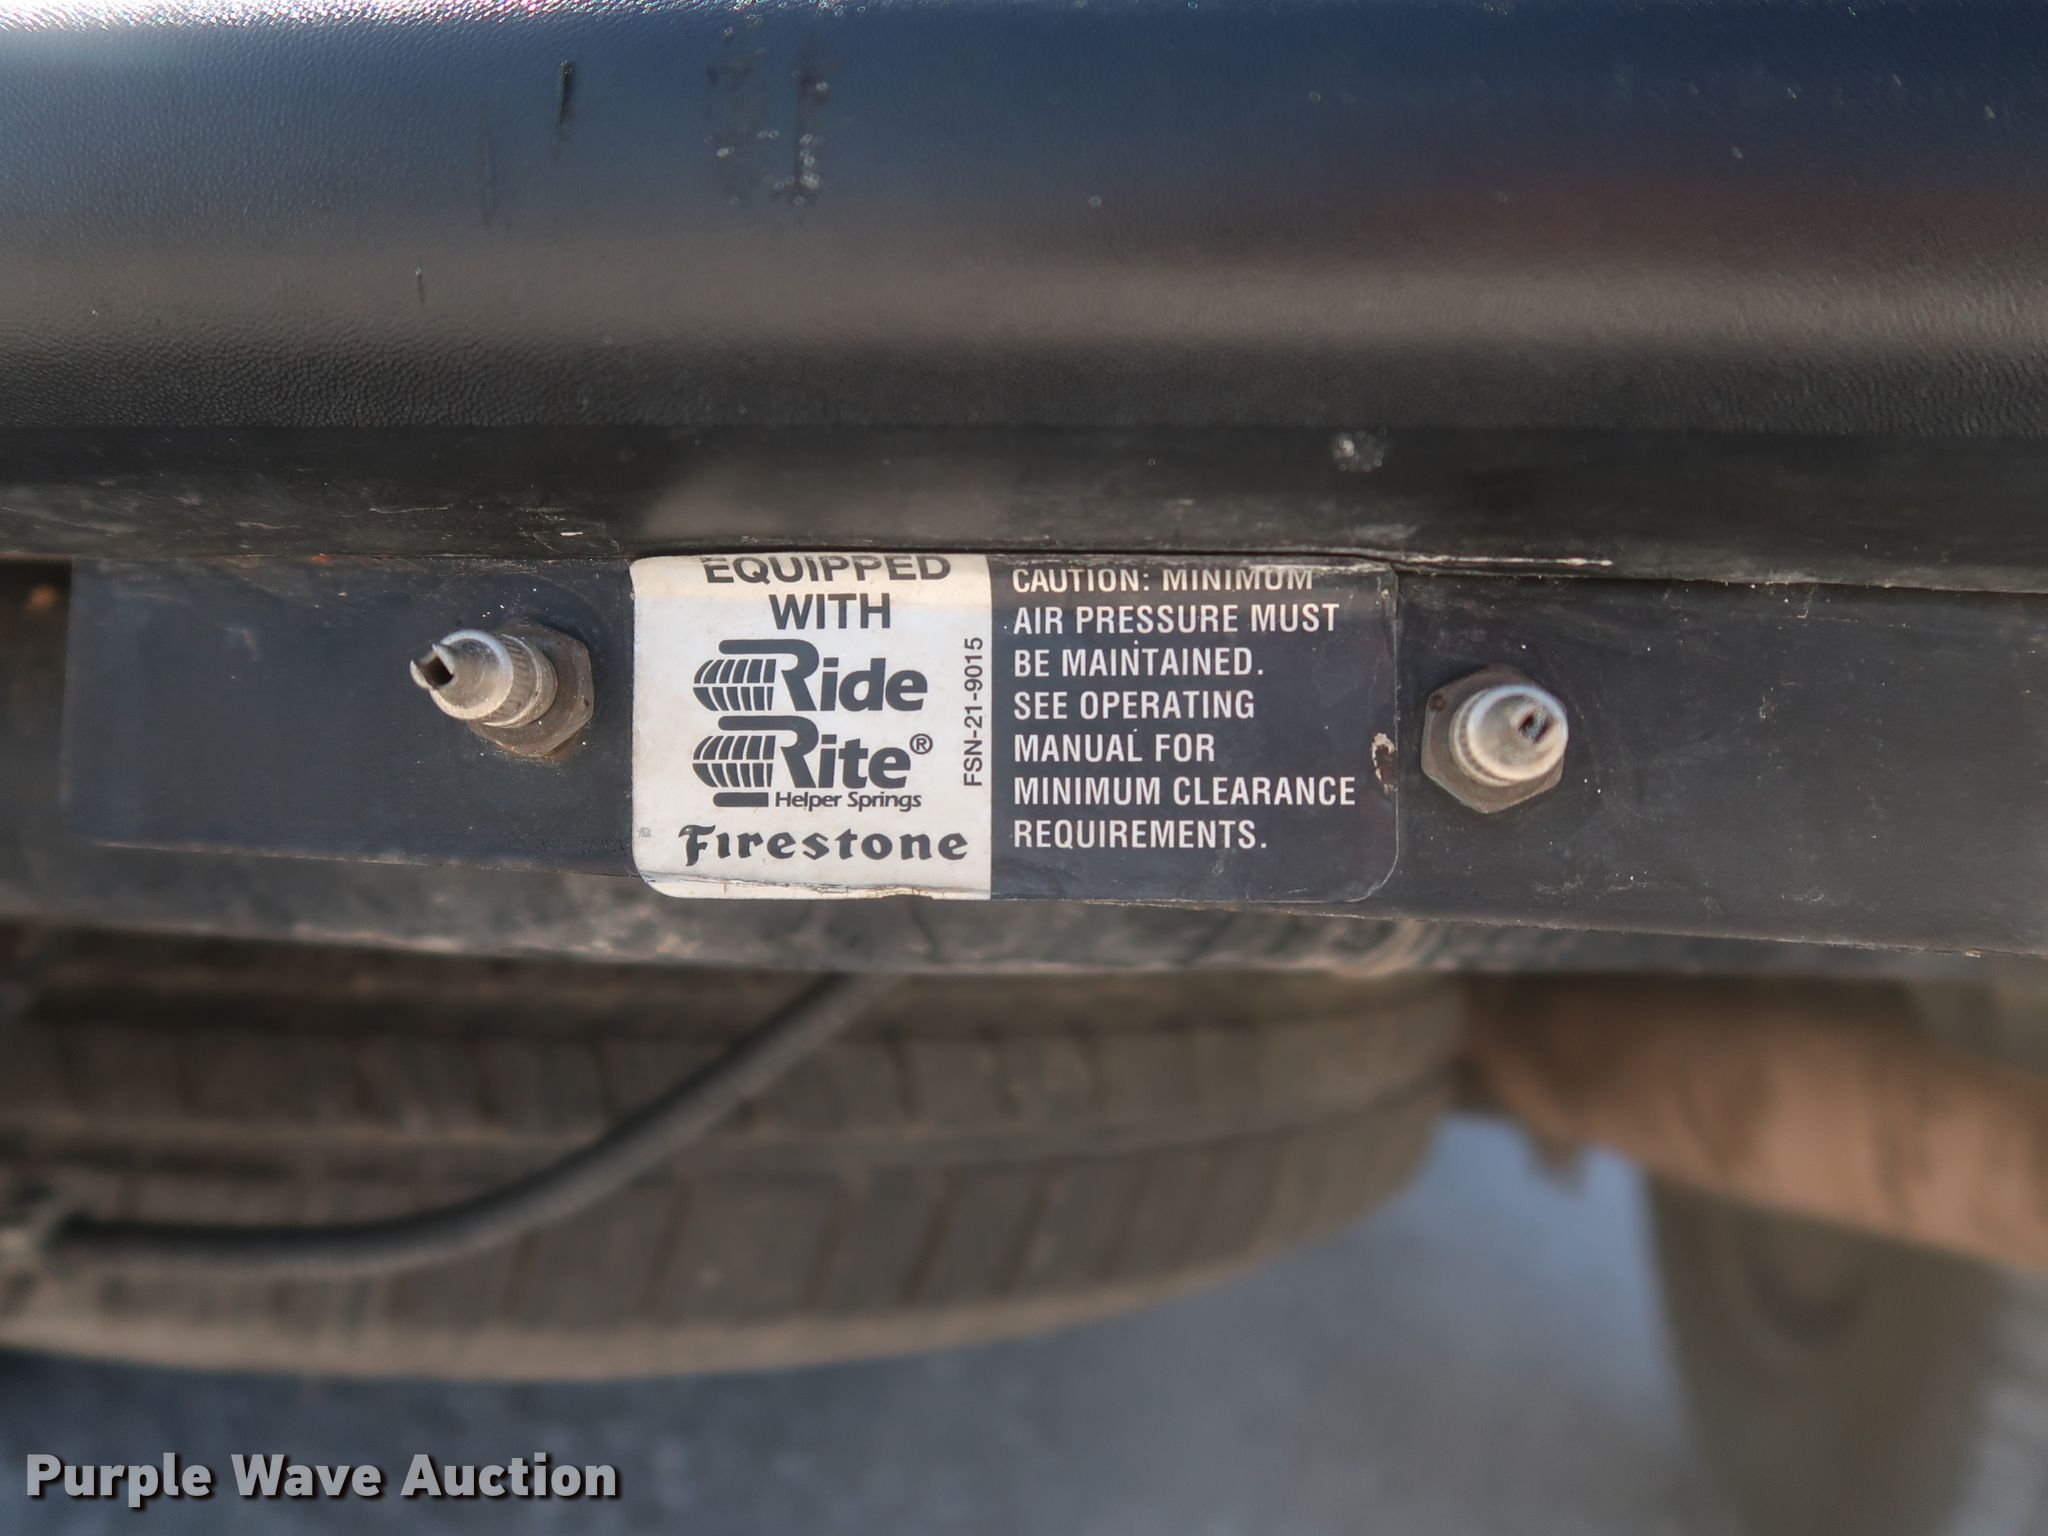 EQUIPPED
WITH
Ride
Rite®
Helper Springs
Firestone
FSN-21-9015
CAUTION: MINIMUM
AIR PRESSURE MUST
BE MAINTAINED.
SEE OPERATING
MANUAL FOR
MINIMUM CLEARANCE
REQUIREMENTS.
Purple Wave Auction